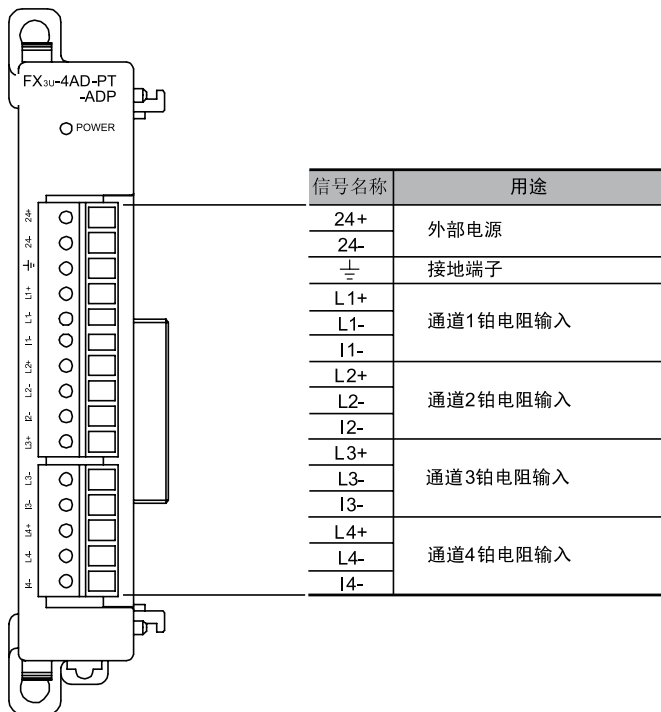 FX3U-4AD-PT
-ADP
POWER
24+
24-
⏚
L1+
L1-
I1-
L2+
L2-
I2-
L3+
L3-
I3-
L4+
L4-
I4-
信号名称 用途
24+ 外部电源
24-
⏚ 接地端子
L1+
L1- 通道1铂电阻输入
I1-
L2+
L2- 通道2铂电阻输入
I2-
L3+
L3- 通道3铂电阻输入
I3-
L4+
L4- 通道4铂电阻输入
I4-